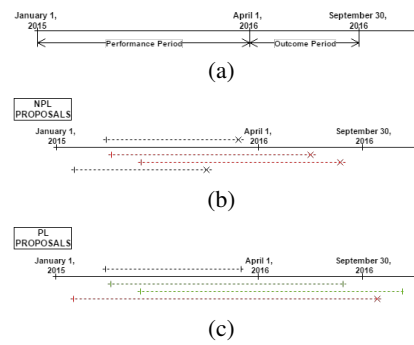 January 1,
2015
April 1,
2016
September 30,
2016
Performance Period
Outcome Period
(a)
NPL
PROPOSALS
January 1,
2015
April 1,
2016
September 30,
2016
(b)
PL
PROPOSALS
January 1,
2015
April 1,
2016
September 30,
2016
(c)